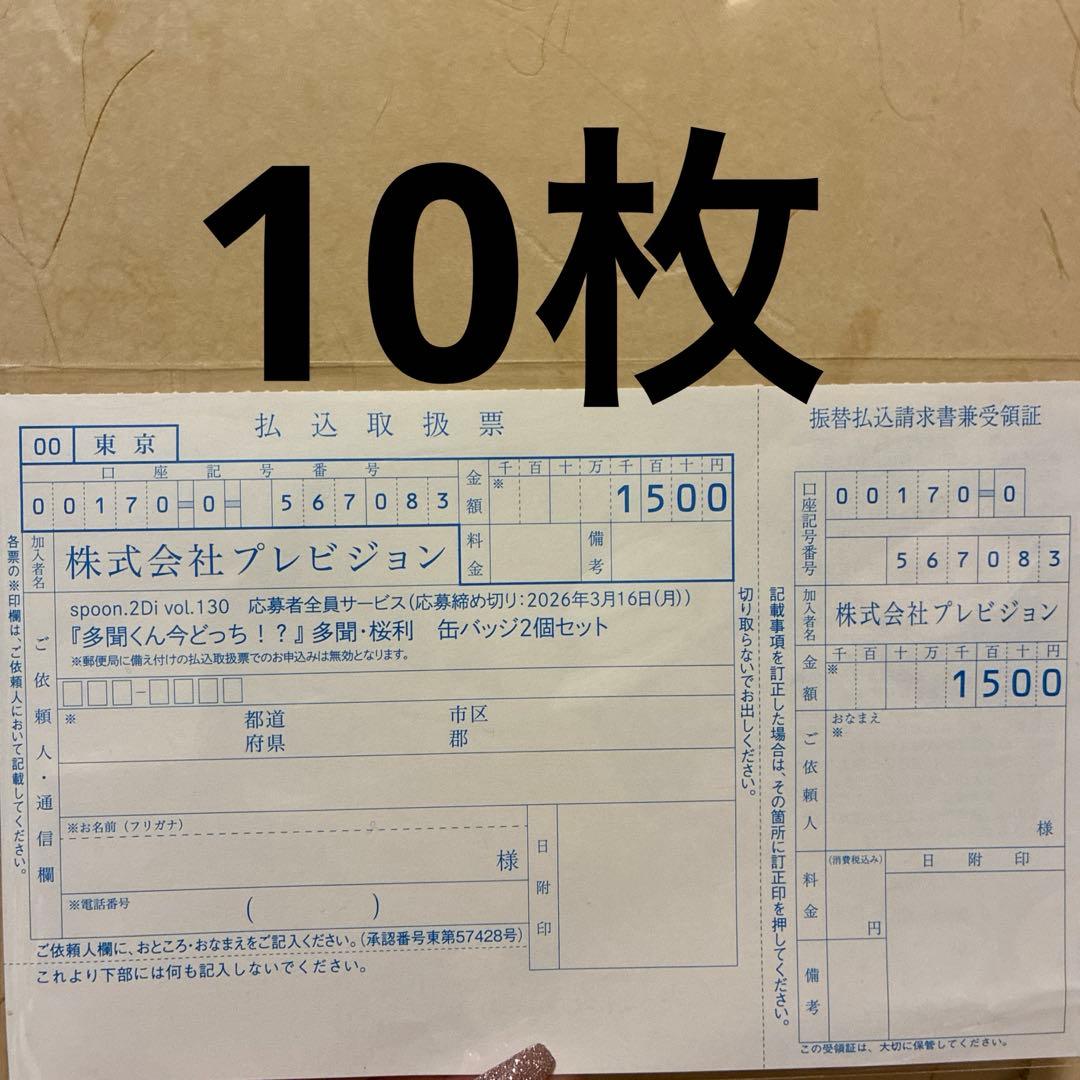 10枚
払込取扱票
00 東京
口座記号番号
00170-0-567083
金額
千百十万千百十円
※
1500
料金
備考
加入者名
株式会社プレビジョン
ご依頼人・通信欄
spoon.2Di vol.130 応募者全員サービス(応募締め切り:2026年3月16日(月))
『多聞くん今どっち!?』多聞・桜利 缶バッジ2個セット
※郵便局に備え付けの払込取扱票でのお申込みは無効となります。
※
都道 市区
府県 郡
※お名前(フリガナ)
様
※電話番号 ( )
日附印
ご依頼人欄に、おところ・おなまえをご記入ください。(承認番号東第57428号)
これより下部には何も記入しないでください。
各票の※印欄は、ご依頼人において記載してください。
切り取らないでお出しください。
記載事項を訂正した場合は、その箇所に訂正印を押してください。
振替払込請求書兼受領証
口座記号番号
00170-0
567083
加入者名
株式会社プレビジョン
金額
千百十万千百十円
※
1500
ご依頼人
おなまえ
※
様
料金
(消費税込み)
円
日附印
備考
この受領証は、大切に保管してください。